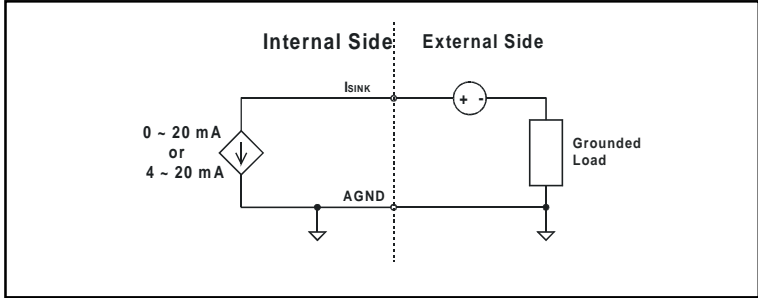 Internal Side
External Side
ISINK
+ -
0 ~ 20 mA
or
4 ~ 20 mA
Grounded
Load
AGND